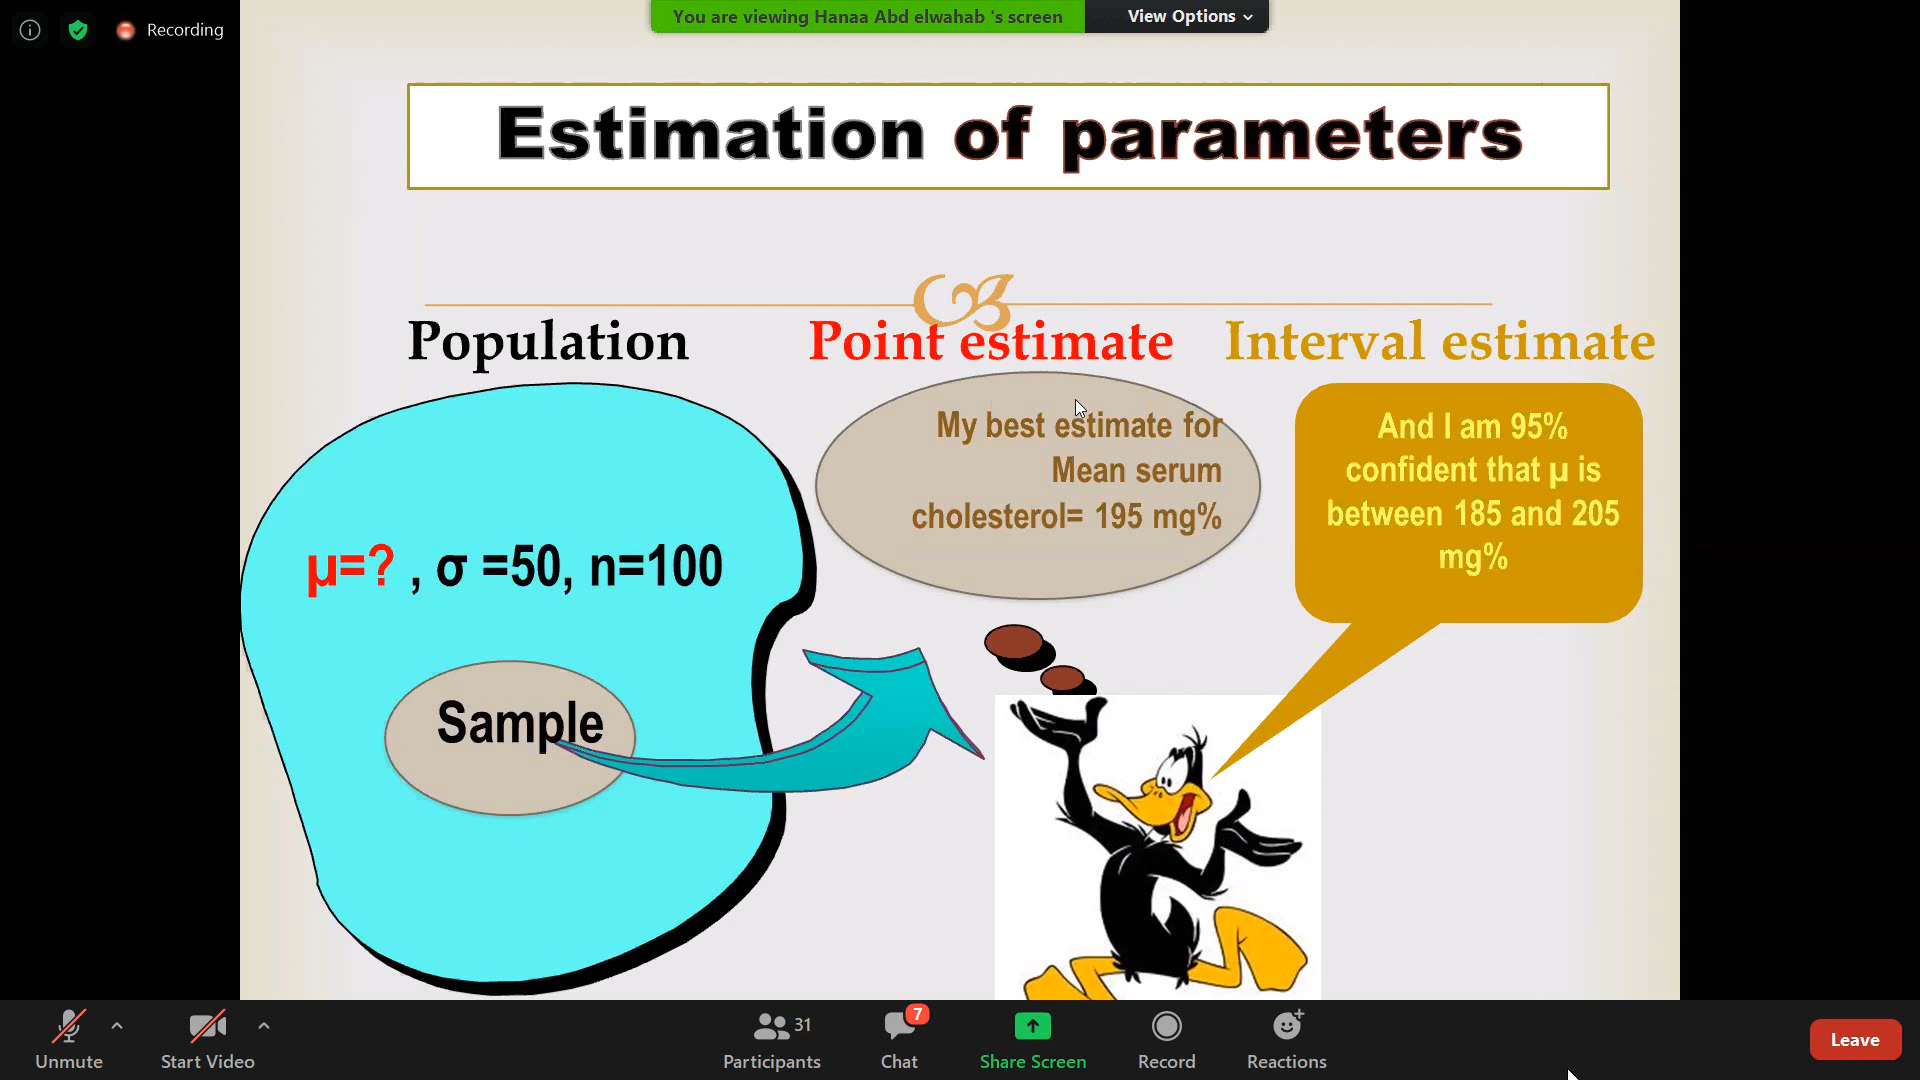 You are viewing Hanaa Abd elwahab 's screen
View Options
Recording
Estimation of parameters
Population
Point estimate
Interval estimate
My best estimate for
Mean serum
cholesterol= 195 mg%
And I am 95%
confident that µ is
between 185 and 205
mg%
µ=? , σ =50, n=100
Sample
Unmute
Start Video
31
Participants
7
Chat
Share Screen
Record
Reactions
Leave